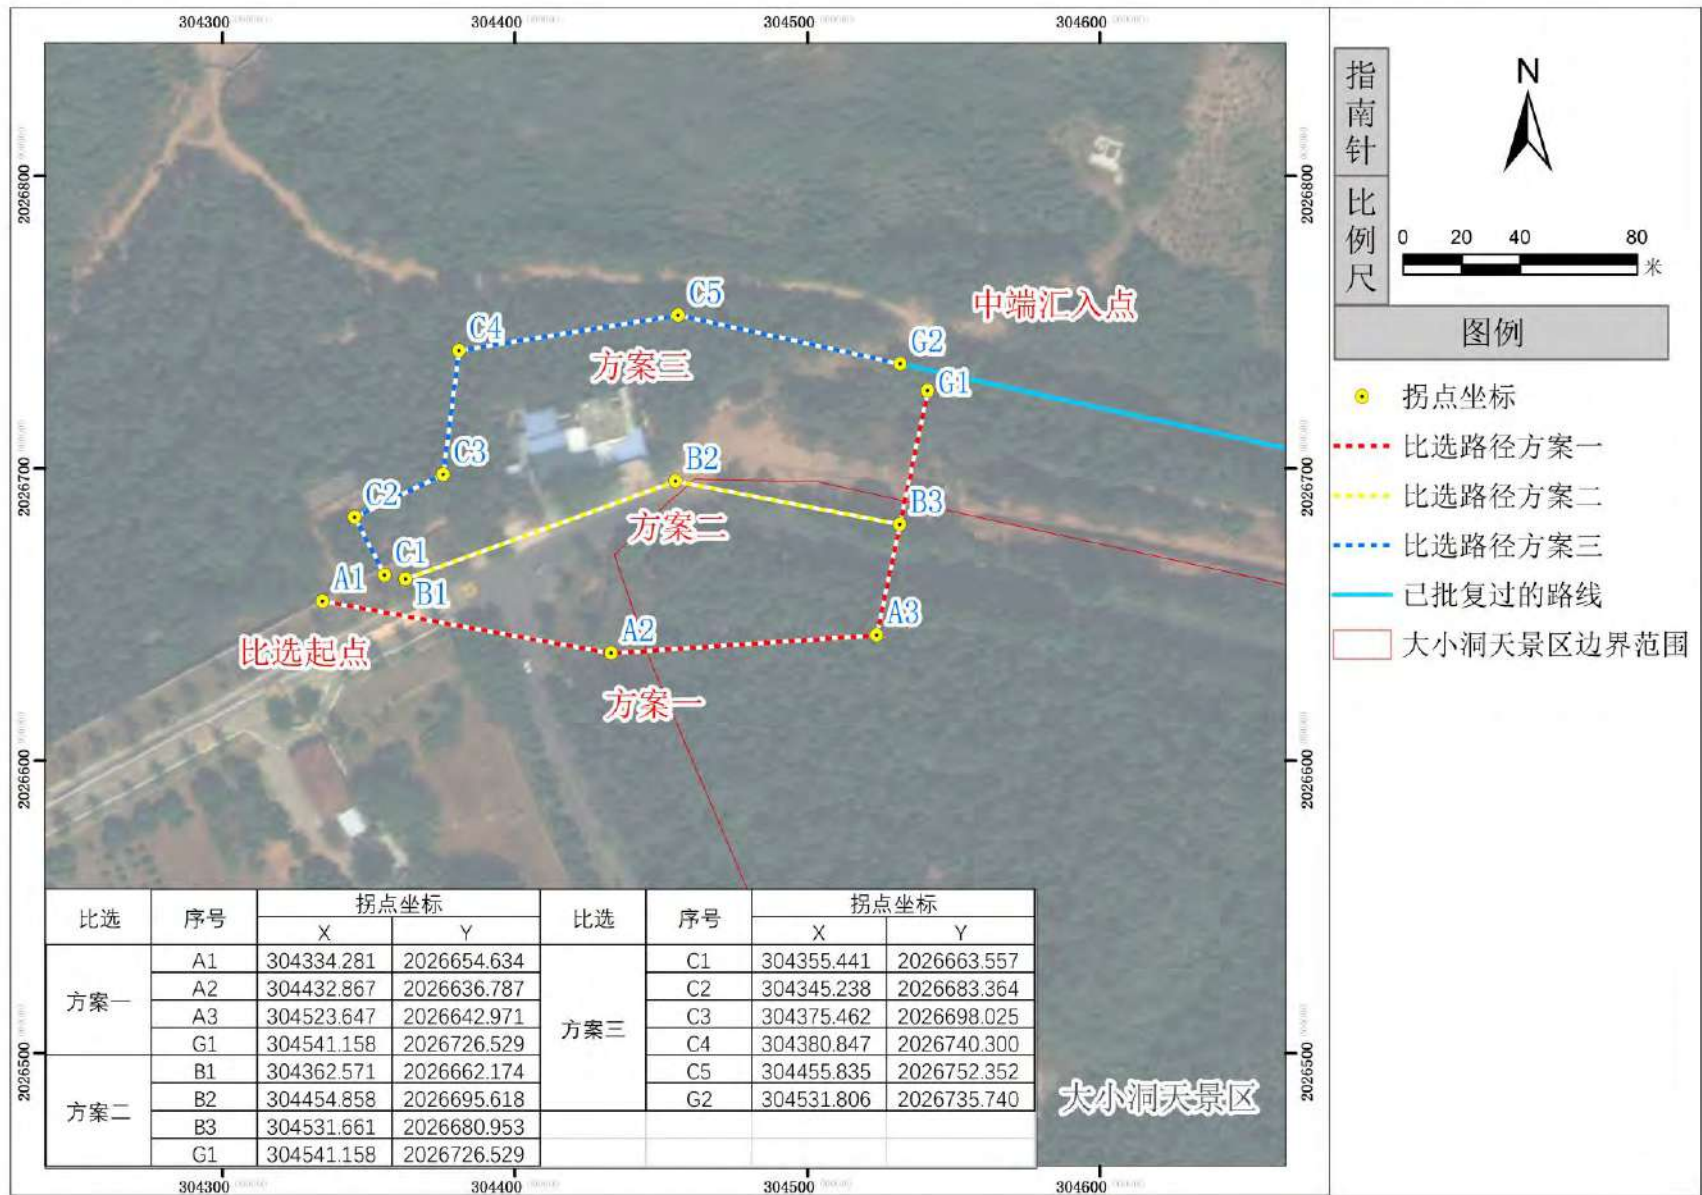 304300 304400 304500 304600
2026800
2026700
2026600
2026500
2026800
2026700
2026600
2026500
304300 304400 304500 304600
C5
中端汇入点
C4
方案三
G2
G1
C3
B2
C2
方案二
B3
C1
A1
B1
A2
A3
比选起点
方案一
大小洞天景区
比选 序号 拐点坐标 比选 序号 拐点坐标
X Y X Y
方案一 A1 304334.281 2026654.634 方案三 C1 304355.441 2026663.557
A2 304432.867 2026636.787 C2 304345.238 2026683.364
A3 304523.647 2026642.971 C3 304375.462 2026698.025
G1 304541.158 2026726.529 C4 304380.847 2026740.300
方案二 B1 304362.571 2026662.174 C5 304455.835 2026752.352
B2 304454.858 2026695.618 G2 304531.806 2026735.740
B3 304531.661 2026680.953
G1 304541.158 2026726.529
指南针
N
比例尺
0 20 40 80
米
图例
拐点坐标
比选路径方案一
比选路径方案二
比选路径方案三
已批复过的路线
大小洞天景区边界范围